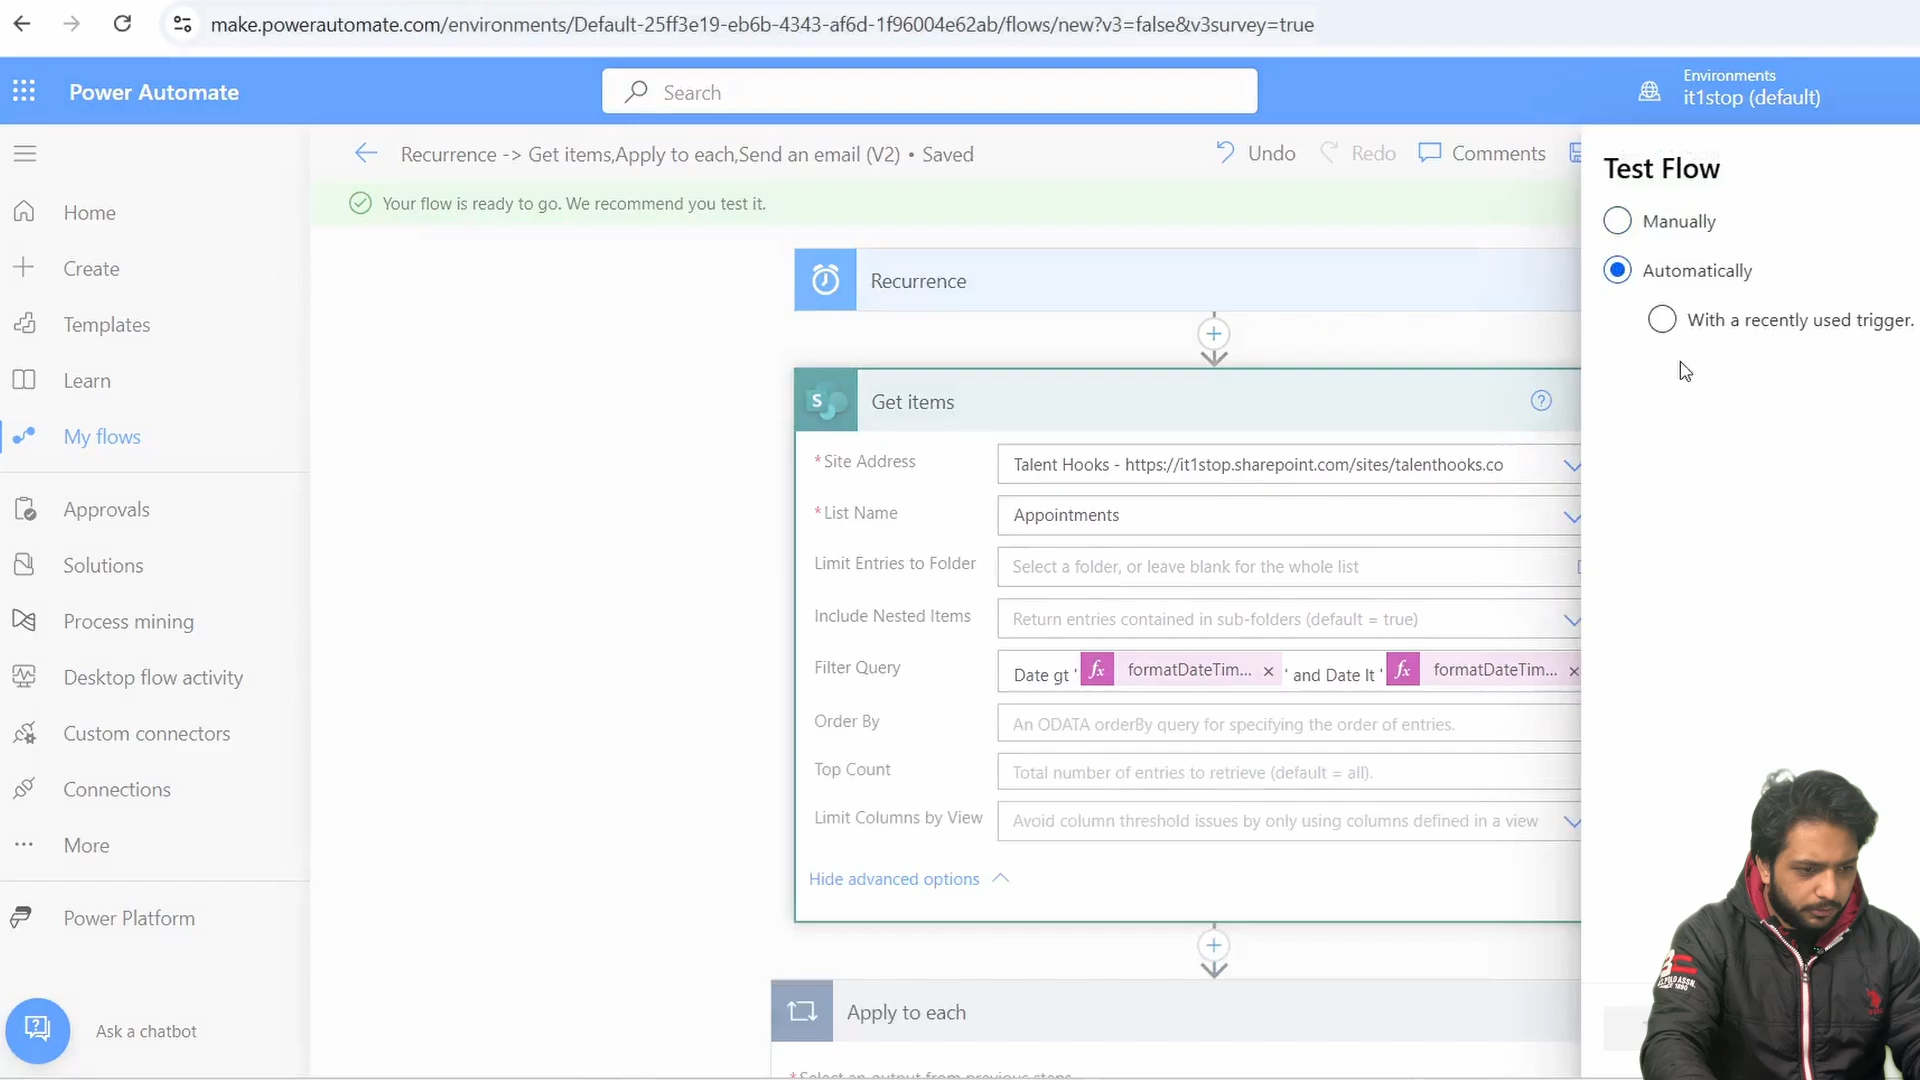 make.powerautomate.com/environments/Default-25ff3e19-eb6b-4343-af6d-1f96004e62ab/flows/new?v3=false&v3survey=true
Power Automate
Search
Environments
it1stop (default)
Recurrence -> Get items,Apply to each,Send an email (V2) • Saved
Undo
Redo
Comments
Your flow is ready to go. We recommend you test it.
Home
Create
Templates
Learn
My flows
Approvals
Solutions
Process mining
Desktop flow activity
Custom connectors
Connections
More
Power Platform
Ask a chatbot
Recurrence
Get items
* Site Address
Talent Hooks - https://it1stop.sharepoint.com/sites/talenthooks.co
* List Name
Appointments
Limit Entries to Folder
Select a folder, or leave blank for the whole list
Include Nested Items
Return entries contained in sub-folders (default = true)
Filter Query
Date gt ' fx formatDateTim... × ' and Date lt ' fx formatDateTim... ×
Order By
An ODATA orderBy query for specifying the order of entries.
Top Count
Total number of entries to retrieve (default = all).
Limit Columns by View
Avoid column threshold issues by only using columns defined in a view
Hide advanced options
Apply to each
* Select an output from previous steps
Test Flow
Manually
Automatically
With a recently used trigger.